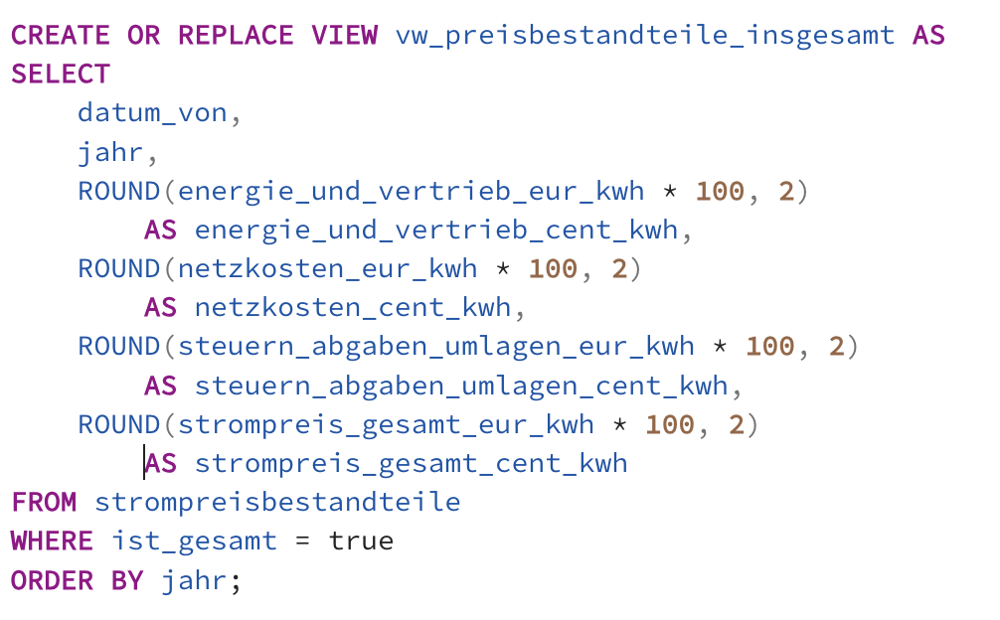 CREATE OR REPLACE VIEW vw_preisbestandteile_insgesamt AS
SELECT
    datum_von,
    jahr,
    ROUND(energie_und_vertrieb_eur_kwh * 100, 2)
        AS energie_und_vertrieb_cent_kwh,
    ROUND(netzkosten_eur_kwh * 100, 2)
        AS netzkosten_cent_kwh,
    ROUND(steuern_abgaben_umlagen_eur_kwh * 100, 2)
        AS steuern_abgaben_umlagen_cent_kwh,
    ROUND(strompreis_gesamt_eur_kwh * 100, 2)
        AS strompreis_gesamt_cent_kwh
FROM strompreisbestandteile
WHERE ist_gesamt = true
ORDER BY jahr;